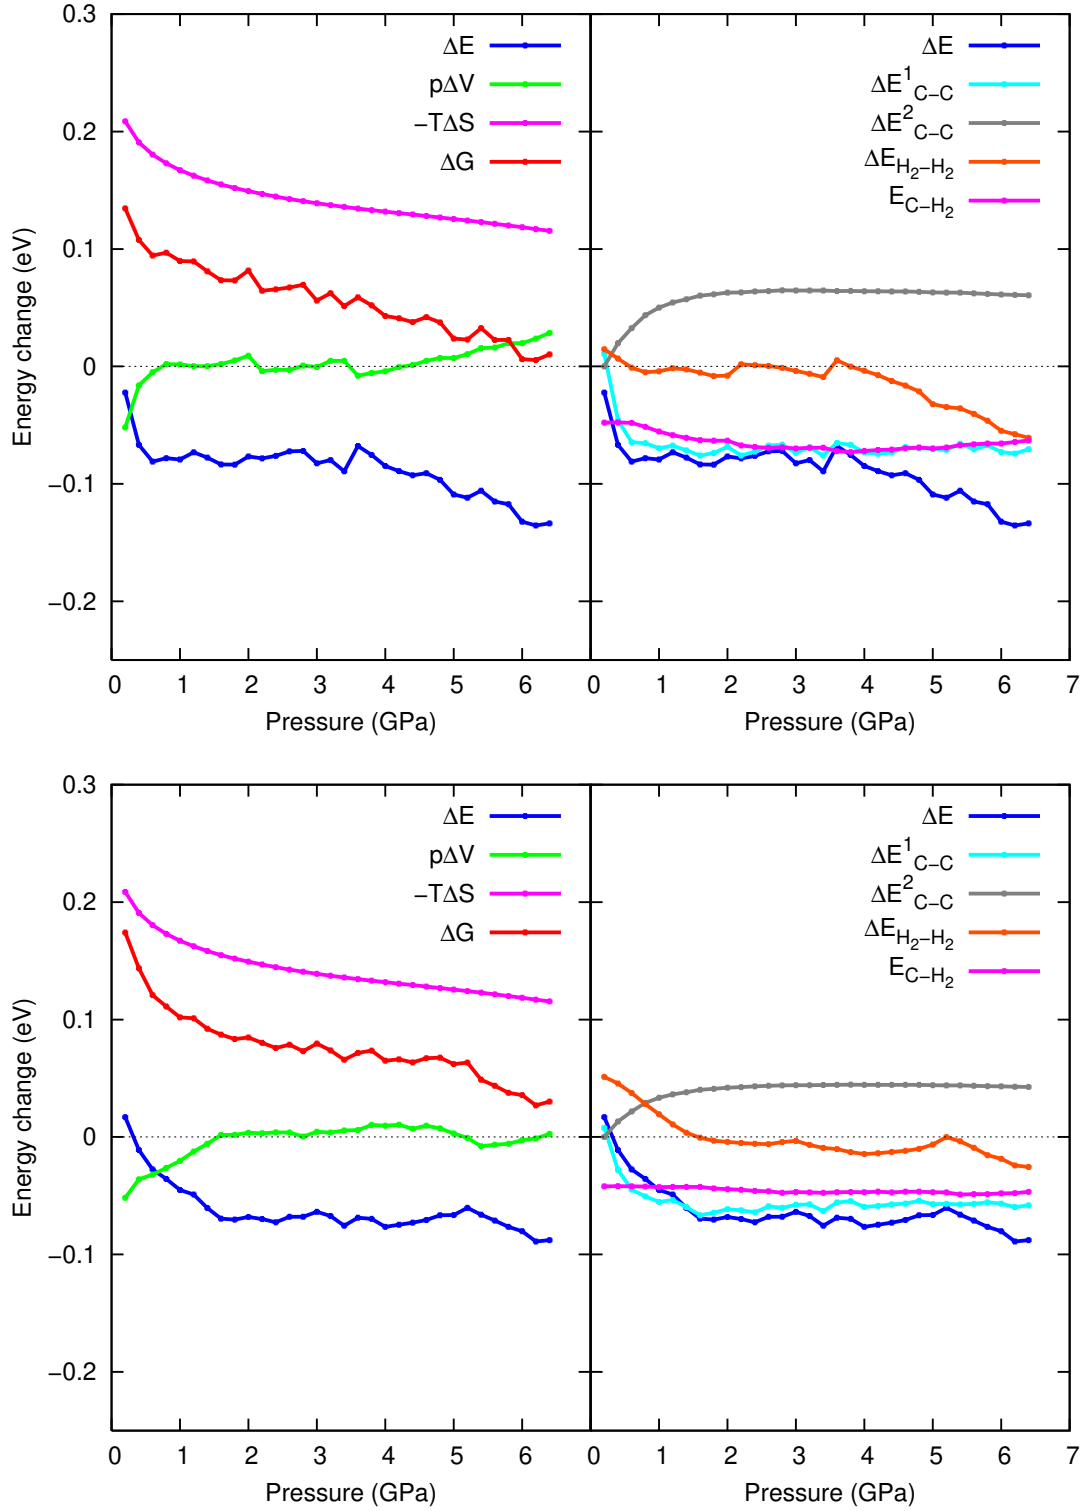 0.3
0.2
0.1
0
−0.1
−0.2
Energy change (eV)
ΔE
pΔV
−TΔS
ΔG
0 1 2 3 4 5 6
Pressure (GPa)
ΔE
ΔE¹C−C
ΔE²C−C
ΔEH₂−H₂
EC−H₂
0 1 2 3 4 5 6 7
Pressure (GPa)
0.3
0.2
0.1
0
−0.1
−0.2
Energy change (eV)
ΔE
pΔV
−TΔS
ΔG
0 1 2 3 4 5 6
Pressure (GPa)
ΔE
ΔE¹C−C
ΔE²C−C
ΔEH₂−H₂
EC−H₂
0 1 2 3 4 5 6 7
Pressure (GPa)